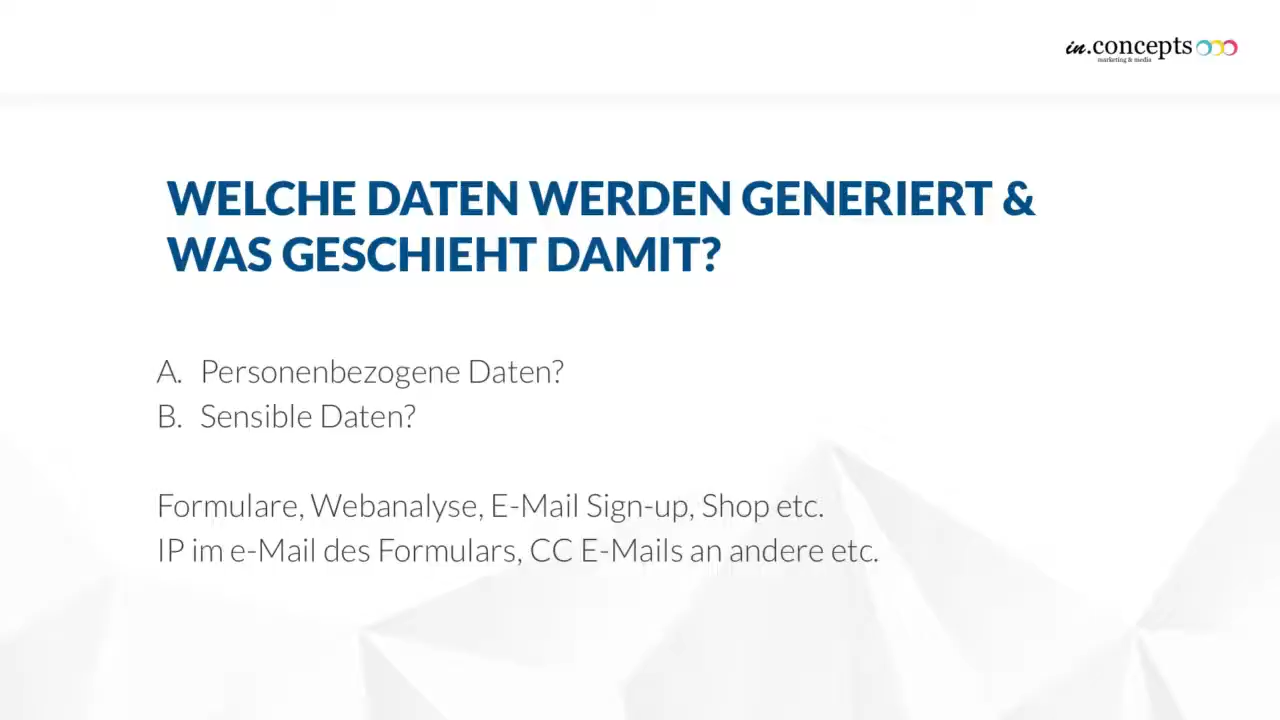 in.concepts
marketing & media
WELCHE DATEN WERDEN GENERIERT &
WAS GESCHIEHT DAMIT?
A. Personenbezogene Daten?
B. Sensible Daten?
Formulare, Webanalyse, E-Mail Sign-up, Shop etc.
IP im e-Mail des Formulars, CC E-Mails an andere etc.